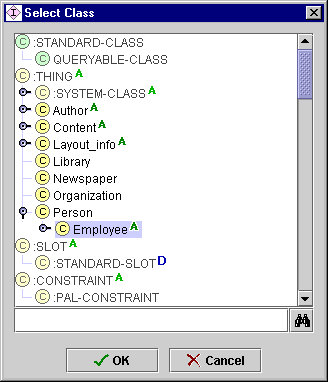 Select Class
C :STANDARD-CLASS
C QUERYABLE-CLASS
C :THING A
C :SYSTEM-CLASS A
C Author A
C Content A
C Layout_info A
C Library
C Newspaper
C Organization
C Person
C Employee A
C :SLOT A
C :STANDARD-SLOT D
C :CONSTRAINT A
C :PAL-CONSTRAINT
OK Cancel